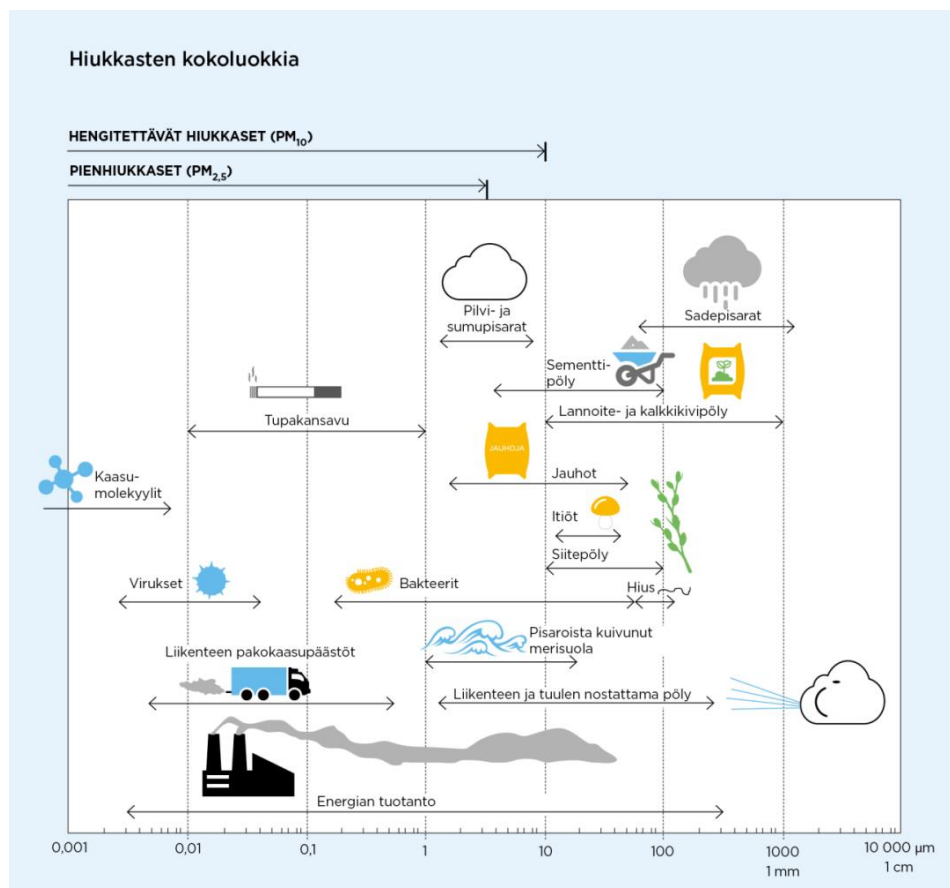 Hiukkasten kokoluokkia
HENGITETTÄVÄT HIUKKASET (PM10)
PIENHIUKKASET (PM2,5)
Pilvi- ja
sumupisarat
Sadepisarat
Sementti-
pöly
Lannoite- ja kalkkikivipöly
Tupakansavu
JAUHOJA
Jauhot
Kaasu-
molekyylit
Itiöt
Siitepöly
Virukset
Bakteerit
Hius
Liikenteen pakokaasupäästöt
Pisaroista kuivunut
merisuola
Liikenteen ja tuulen nostattama pöly
Energian tuotanto
0,001 0,01 0,1 1 10 100 1000 10 000 µm
1 mm 1 cm